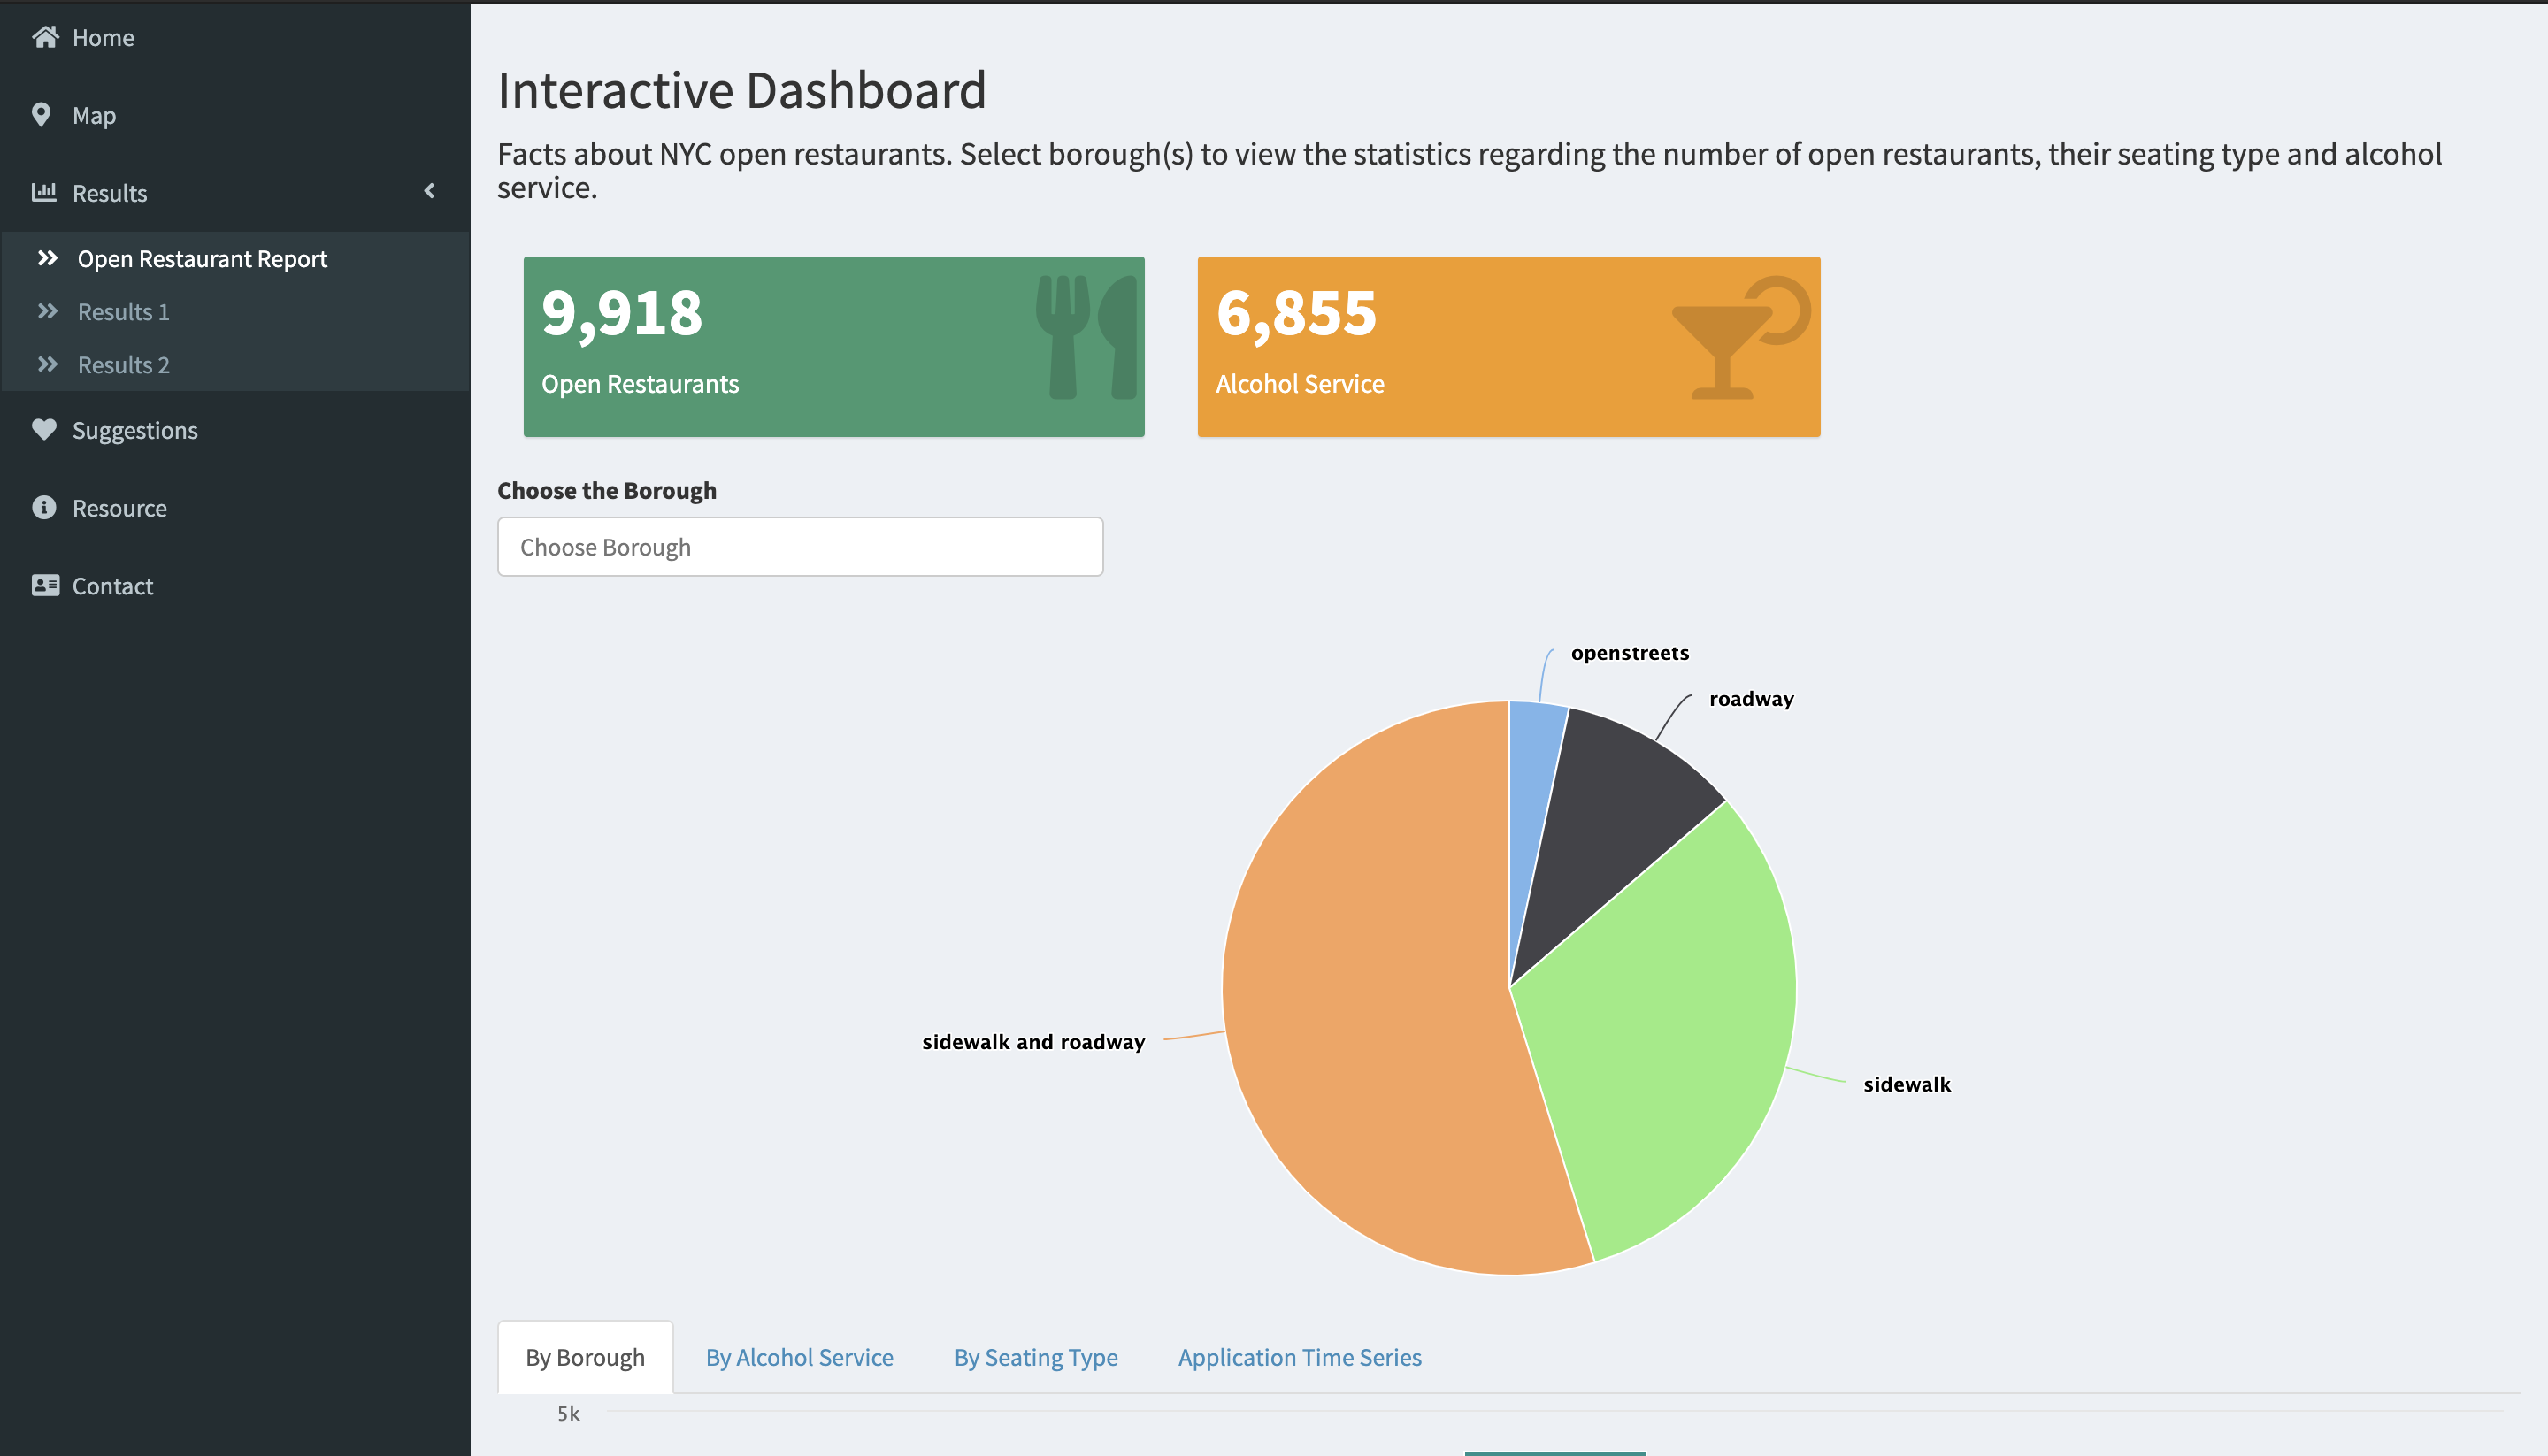 Home
Map
Results
Open Restaurant Report
Results 1
Results 2
Suggestions
Resource
Contact
Interactive Dashboard
Facts about NYC open restaurants. Select borough(s) to view the statistics regarding the number of open restaurants, their seating type and alcohol
service.
9,918
Open Restaurants
6,855
Alcohol Service
Choose the Borough
Choose Borough
openstreets
roadway
sidewalk and roadway
sidewalk
By Borough
By Alcohol Service
By Seating Type
Application Time Series
5k